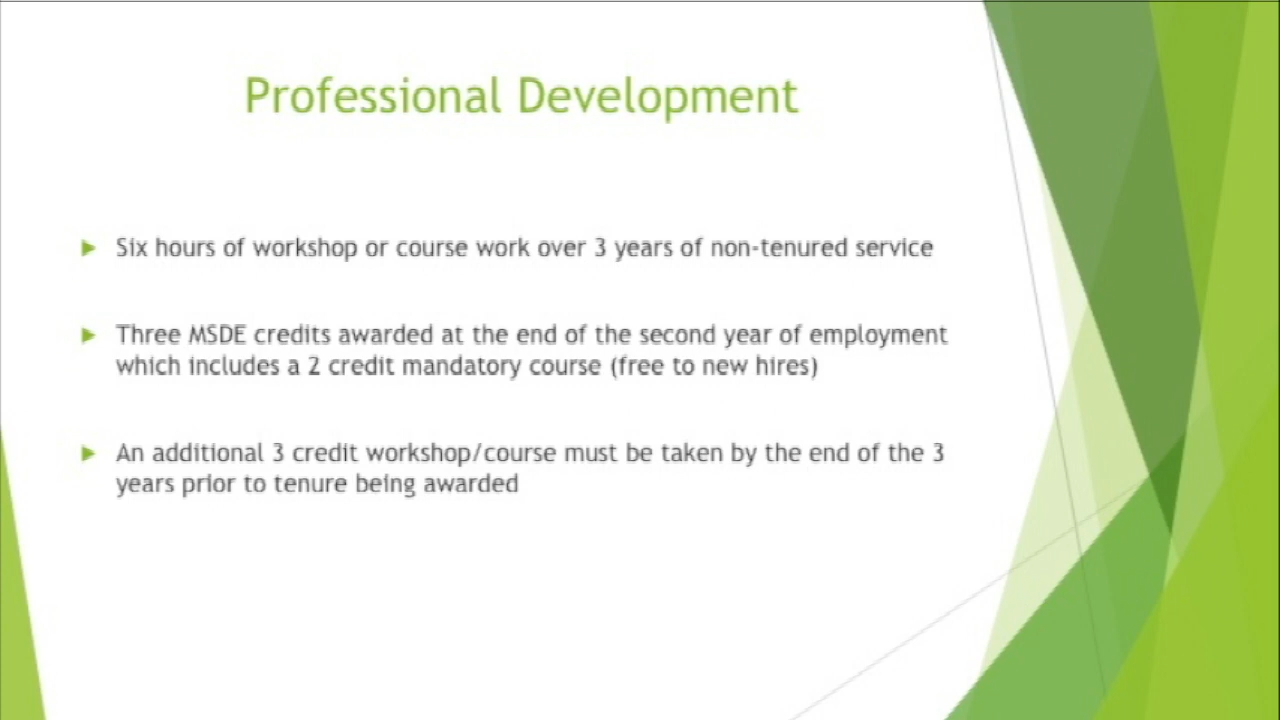 Professional Development
Six hours of workshop or course work over 3 years of non-tenured service
Three MSDE credits awarded at the end of the second year of employment
which includes a 2 credit mandatory course (free to new hires)
An additional 3 credit workshop/course must be taken by the end of the 3
years prior to tenure being awarded